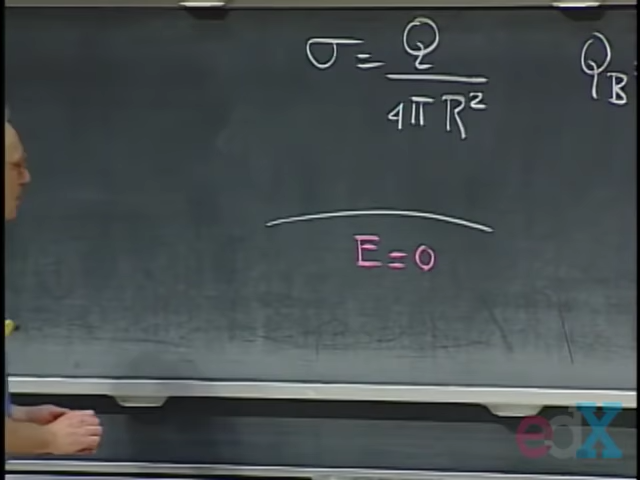 σ = Q / 4πR²
Q_B
E = 0
edX